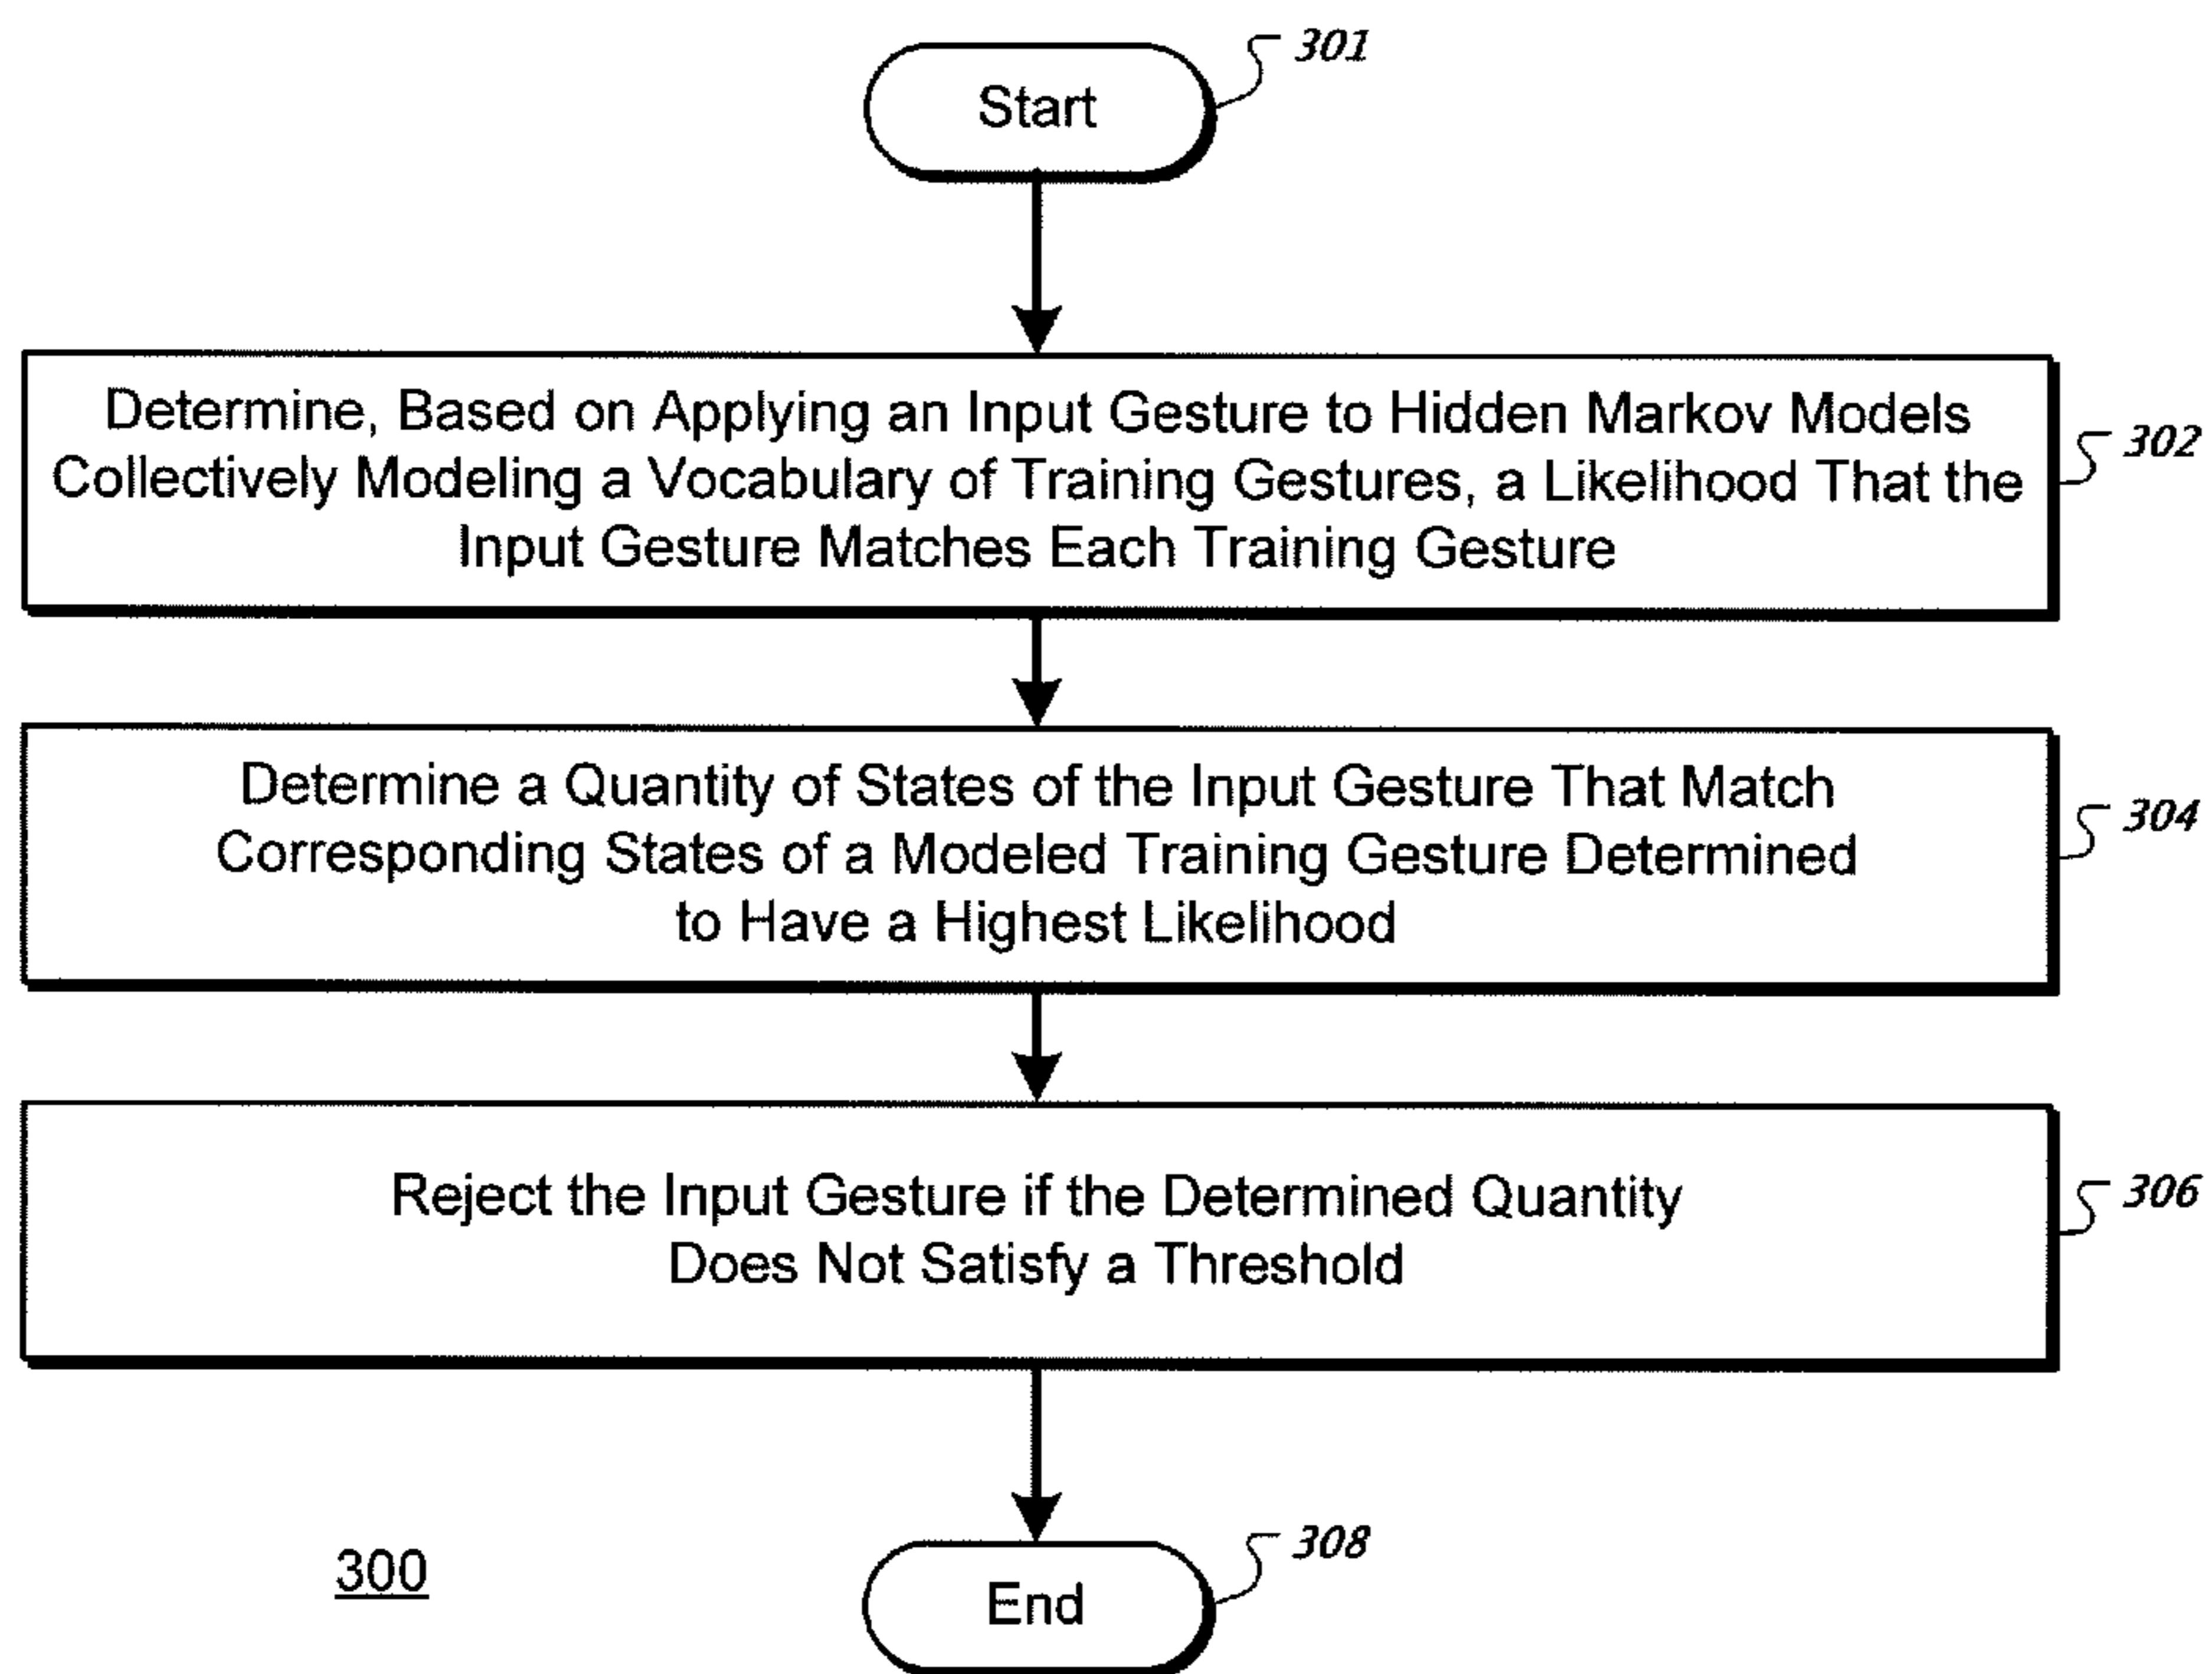 301
Start
Determine, Based on Applying an Input Gesture to Hidden Markov Models
Collectively Modeling a Vocabulary of Training Gestures, a Likelihood That the
Input Gesture Matches Each Training Gesture
302
Determine a Quantity of States of the Input Gesture That Match
Corresponding States of a Modeled Training Gesture Determined
to Have a Highest Likelihood
304
Reject the Input Gesture if the Determined Quantity
Does Not Satisfy a Threshold
306
308
End
300